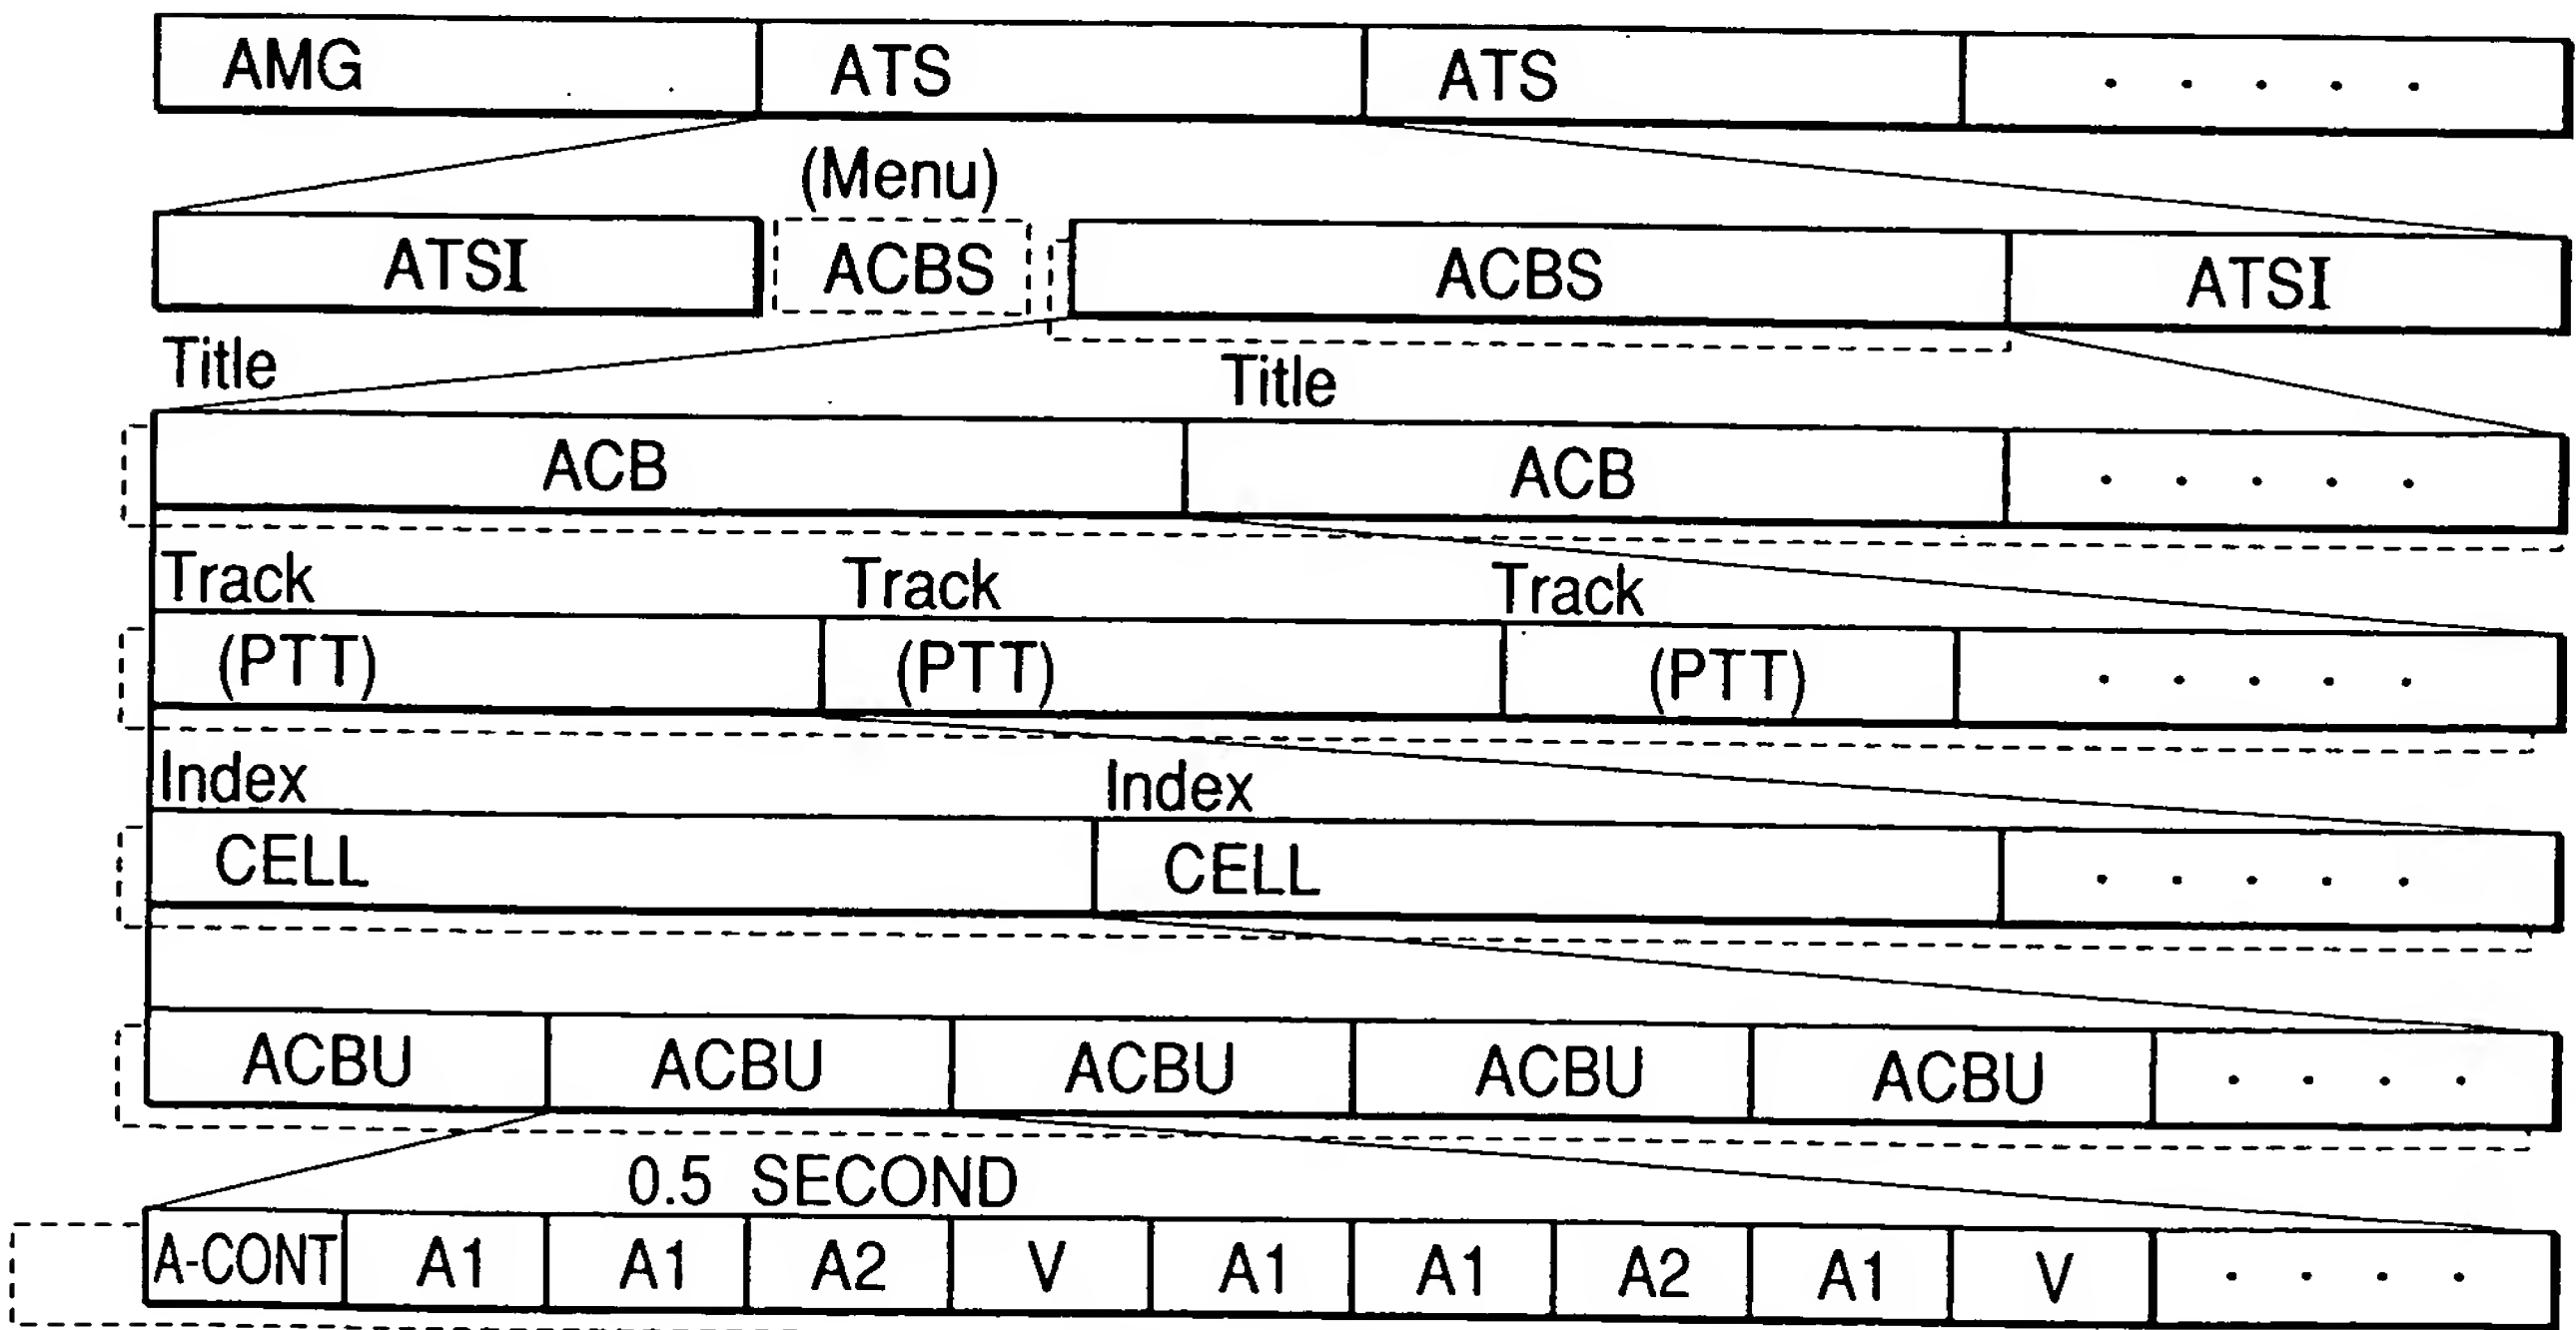 AMG ATS ATS . . . . .
(Menu)
ATSI ACBS ACBS ATSI
Title Title
ACB ACB . . . . .
Track Track Track
(PTT) (PTT) (PTT) . . . . .
Index Index
CELL CELL . . . . .
ACBU ACBU ACBU ACBU ACBU . . . .
0.5 SECOND
A-CONT A1 A1 A2 V A1 A1 A2 A1 V . . . .